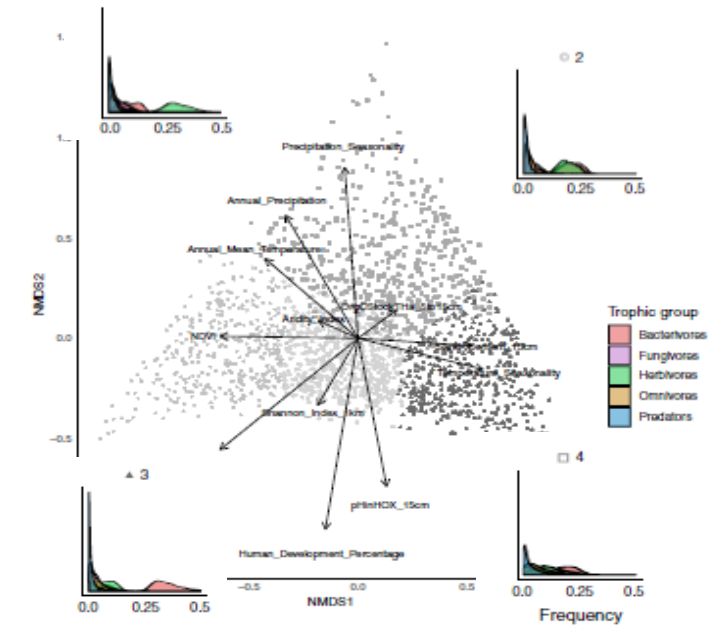 1.
0.0 0.25 0.5
2
0.0 0.25 0.5
1.
Precipitation_Seasonality
Annual_Precipitation
0.5
Annual_Mean_Temperature
NMDS2
Acidity_Index
0.0
NDVI
Temperature_Seasonality
Trophic group
Bacterivores
Fungivores
Herbivores
Omnivores
Predators
Shannon_Index_1km
−0.5
3
4
pHinHOX_15cm
Human_Development_Percentage
−0.5 0.0 0.5
NMDS1
0.0 0.25 0.5
0.0 0.25 0.5
Frequency